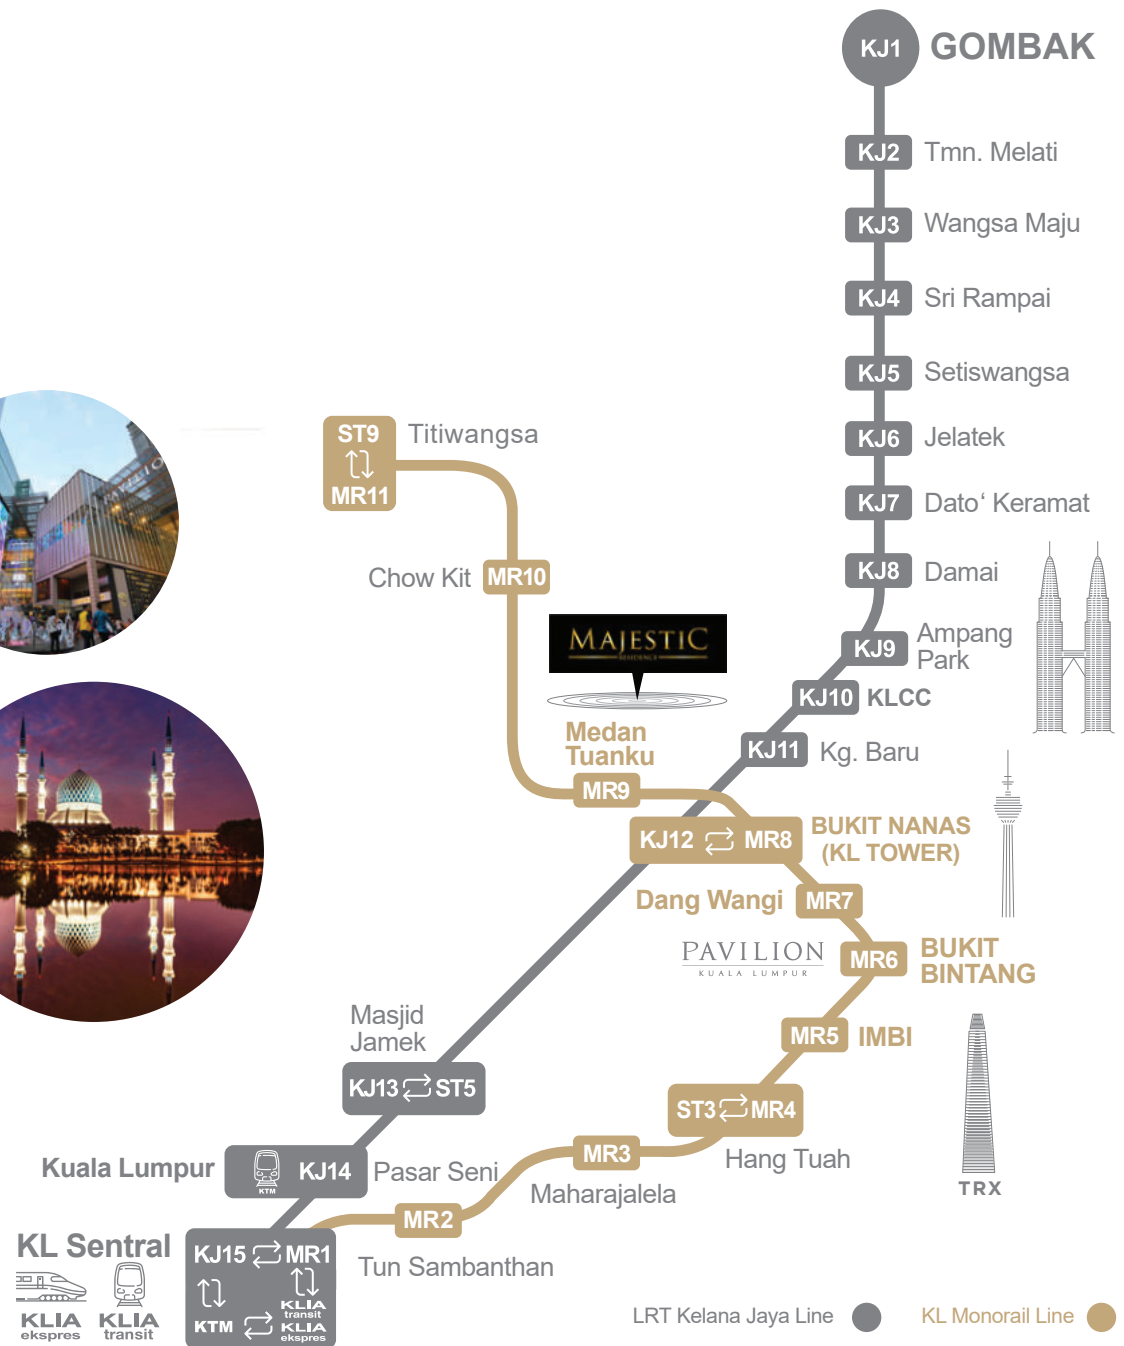 KJ1 GOMBAK
KJ2 Tmn. Melati
KJ3 Wangsa Maju
KJ4 Sri Rampai
KJ5 Setiswangsa
ST9 Titiwangsa
MR11
KJ6 Jelatek
KJ7 Dato‘ Keramat
PAVILIO
Chow Kit MR10
KJ8 Damai
MAJESTIC
RESIDENCE
KJ9 Ampang
Park
KJ10 KLCC
KJ11 Kg. Baru
Medan
Tuanku
MR9
KJ12 MR8 BUKIT NANAS
(KL TOWER)
Dang Wangi MR7
PAVILION
KUALA LUMPUR
MR6 BUKIT
BINTANG
MR5 IMBI
Masjid
Jamek
KJ13 ST5
ST3 MR4
Hang Tuah
TRX
Kuala Lumpur KTM KJ14 Pasar Seni
MR3
Maharajalela
MR2
Tun Sambanthan
KL Sentral
KJ15 MR1
KLIA
ekspres
KLIA
transit
KTM
KLIA
transit
KLIA
ekspres
LRT Kelana Jaya Line
KL Monorail Line